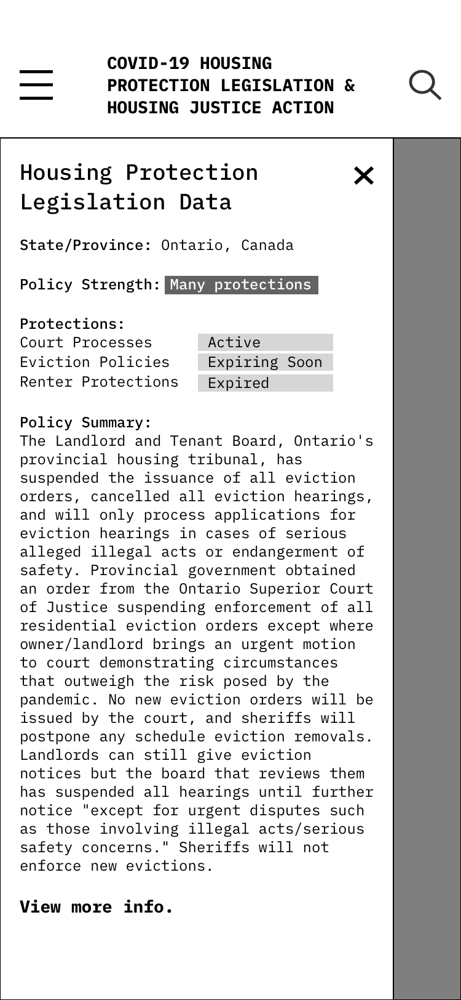 COVID-19 HOUSING
PROTECTION LEGISLATION &
HOUSING JUSTICE ACTION
Housing Protection
Legislation Data
State/Province: Ontario, Canada
Policy Strength: Many protections
Protections:
Court Processes Active
Eviction Policies Expiring Soon
Renter Protections Expired
Policy Summary:
The Landlord and Tenant Board, Ontario's
provincial housing tribunal, has
suspended the issuance of all eviction
orders, cancelled all eviction hearings,
and will only process applications for
eviction hearings in cases of serious
alleged illegal acts or endangerment of
safety. Provincial government obtained
an order from the Ontario Superior Court
of Justice suspending enforcement of all
residential eviction orders except where
owner/landlord brings an urgent motion
to court demonstrating circumstances
that outweigh the risk posed by the
pandemic. No new eviction orders will be
issued by the court, and sheriffs will
postpone any schedule eviction removals.
Landlords can still give eviction
notices but the board that reviews them
has suspended all hearings until further
notice "except for urgent disputes such
as those involving illegal acts/serious
safety concerns." Sheriffs will not
enforce new evictions.
View more info.